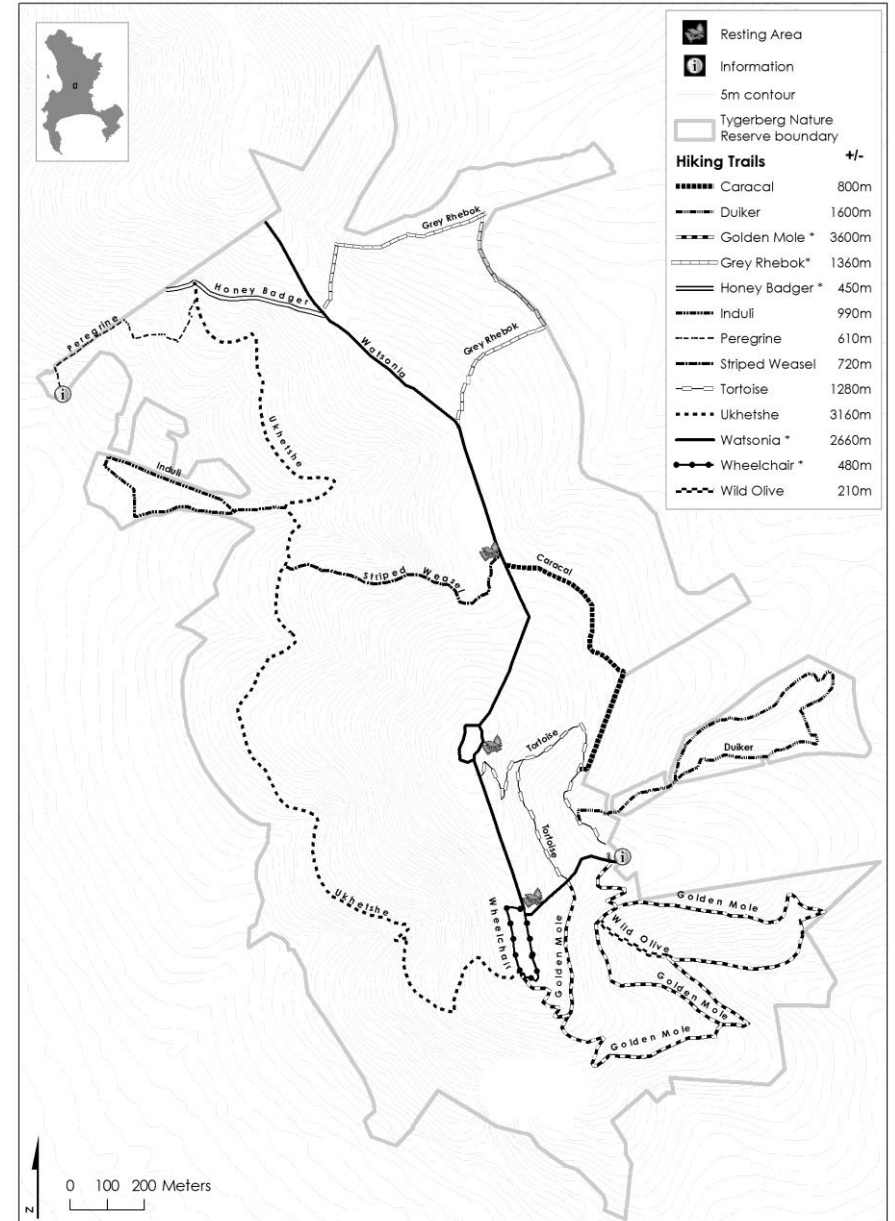 Resting Area
i Information
5m contour
Tygerberg Nature
Reserve boundary
Hiking Trails +/-
Caracal 800m
Duiker 1600m
Golden Mole * 3600m
Grey Rhebok* 1360m
Honey Badger * 450m
Induli 990m
Peregrine 610m
Striped Weasel 720m
Tortoise 1280m
Ukhetshe 3160m
Watsonia * 2660m
Wheelchair * 480m
Wild Olive 210m
Grey Rhebok
Honey Badger
Peregrine
Grey Rhebok
Watsonia
i
Ukhetshe
Induli
Caracal
Striped Weasel
Tortoise
Duiker
Tortoise
i
Ukhetshe
Wheelchair
Golden Mole
Golden Mole
Wild Olive
Golden Mole
Golden Mole
N
0 100 200 Meters